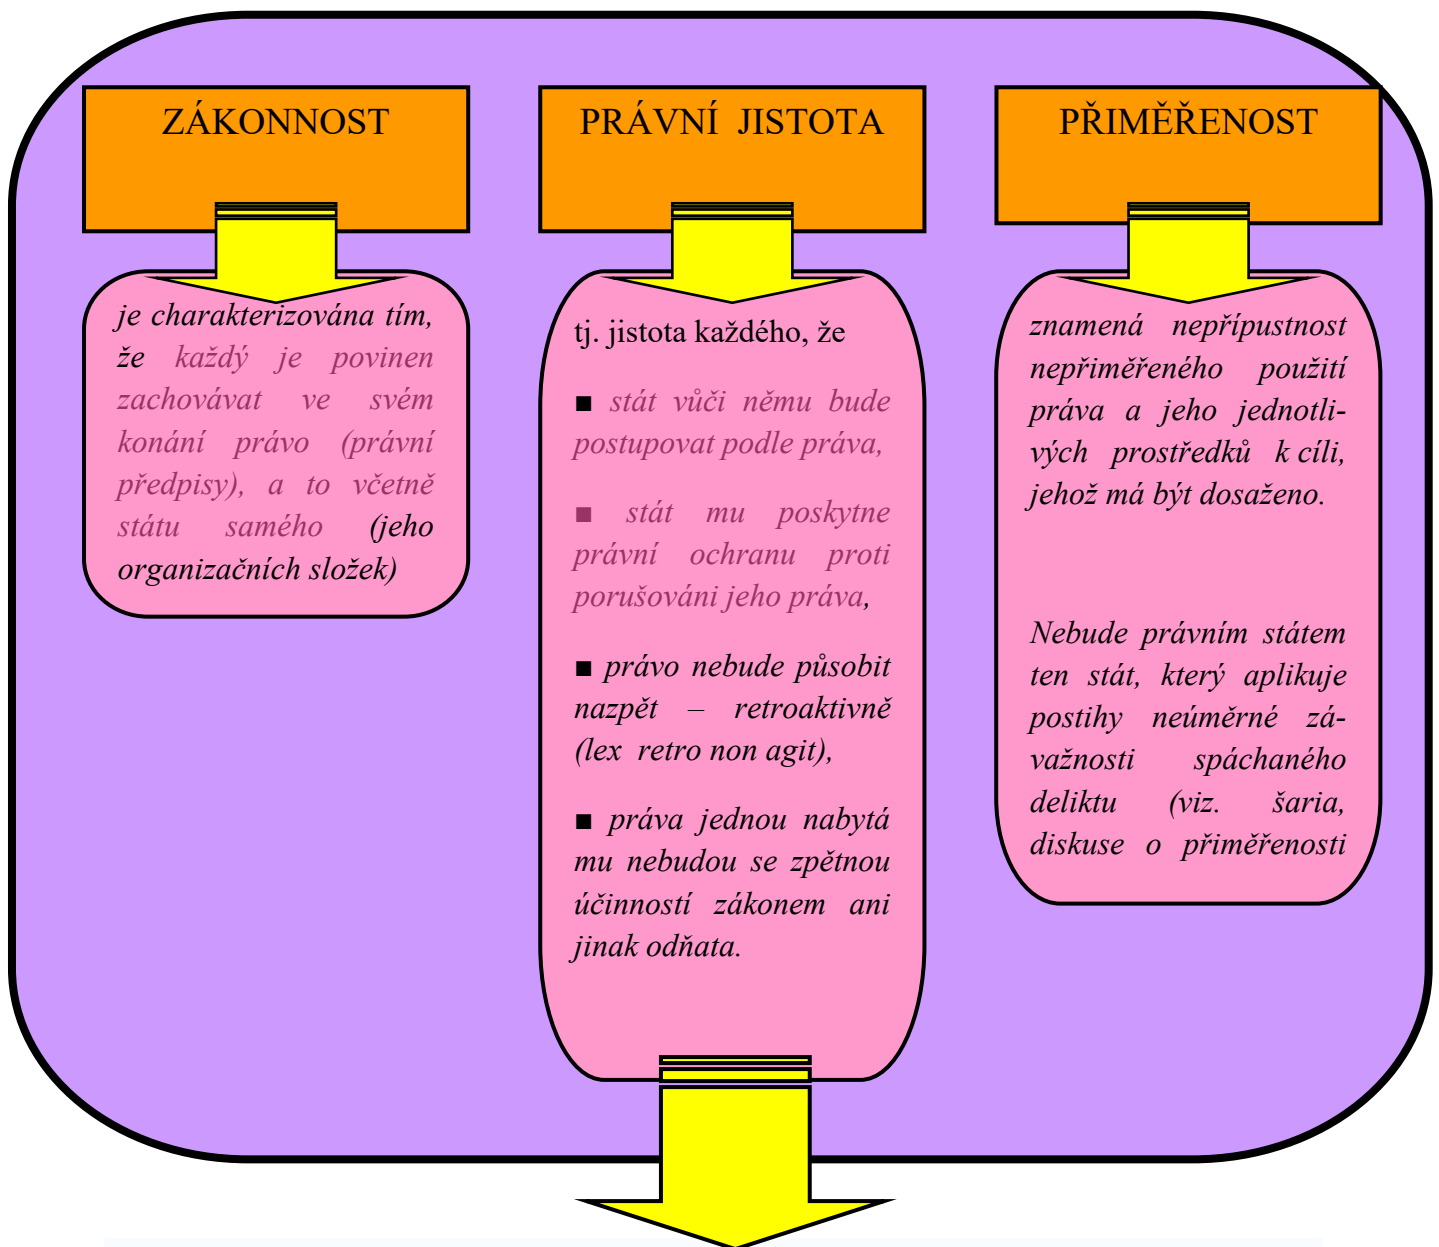 ZÁKONNOST
je charakterizována tím,
že každý je povinen
zachovávat ve svém
konání právo (právní
předpisy), a to včetně
státu samého (jeho
organizačních složek)
PRÁVNÍ JISTOTA
tj. jistota každého, že
■ stát vůči němu bude
postupovat podle práva,
■ stát mu poskytne
právní ochranu proti
porušováni jeho práva,
■ právo nebude působit
nazpět – retroaktivně
(lex retro non agit),
■ práva jednou nabytá
mu nebudou se zpětnou
účinností zákonem ani
jinak odňata.
PŘIMĚŘENOST
znamená nepřípustnost
nepřiměřeného použití
práva a jeho jednotli-
vých prostředků k cíli,
jehož má být dosaženo.
Nebude právním státem
ten stát, který aplikuje
postihy neúměrné zá-
važnosti spáchaného
deliktu (viz. šaria,
diskuse o přiměřenosti